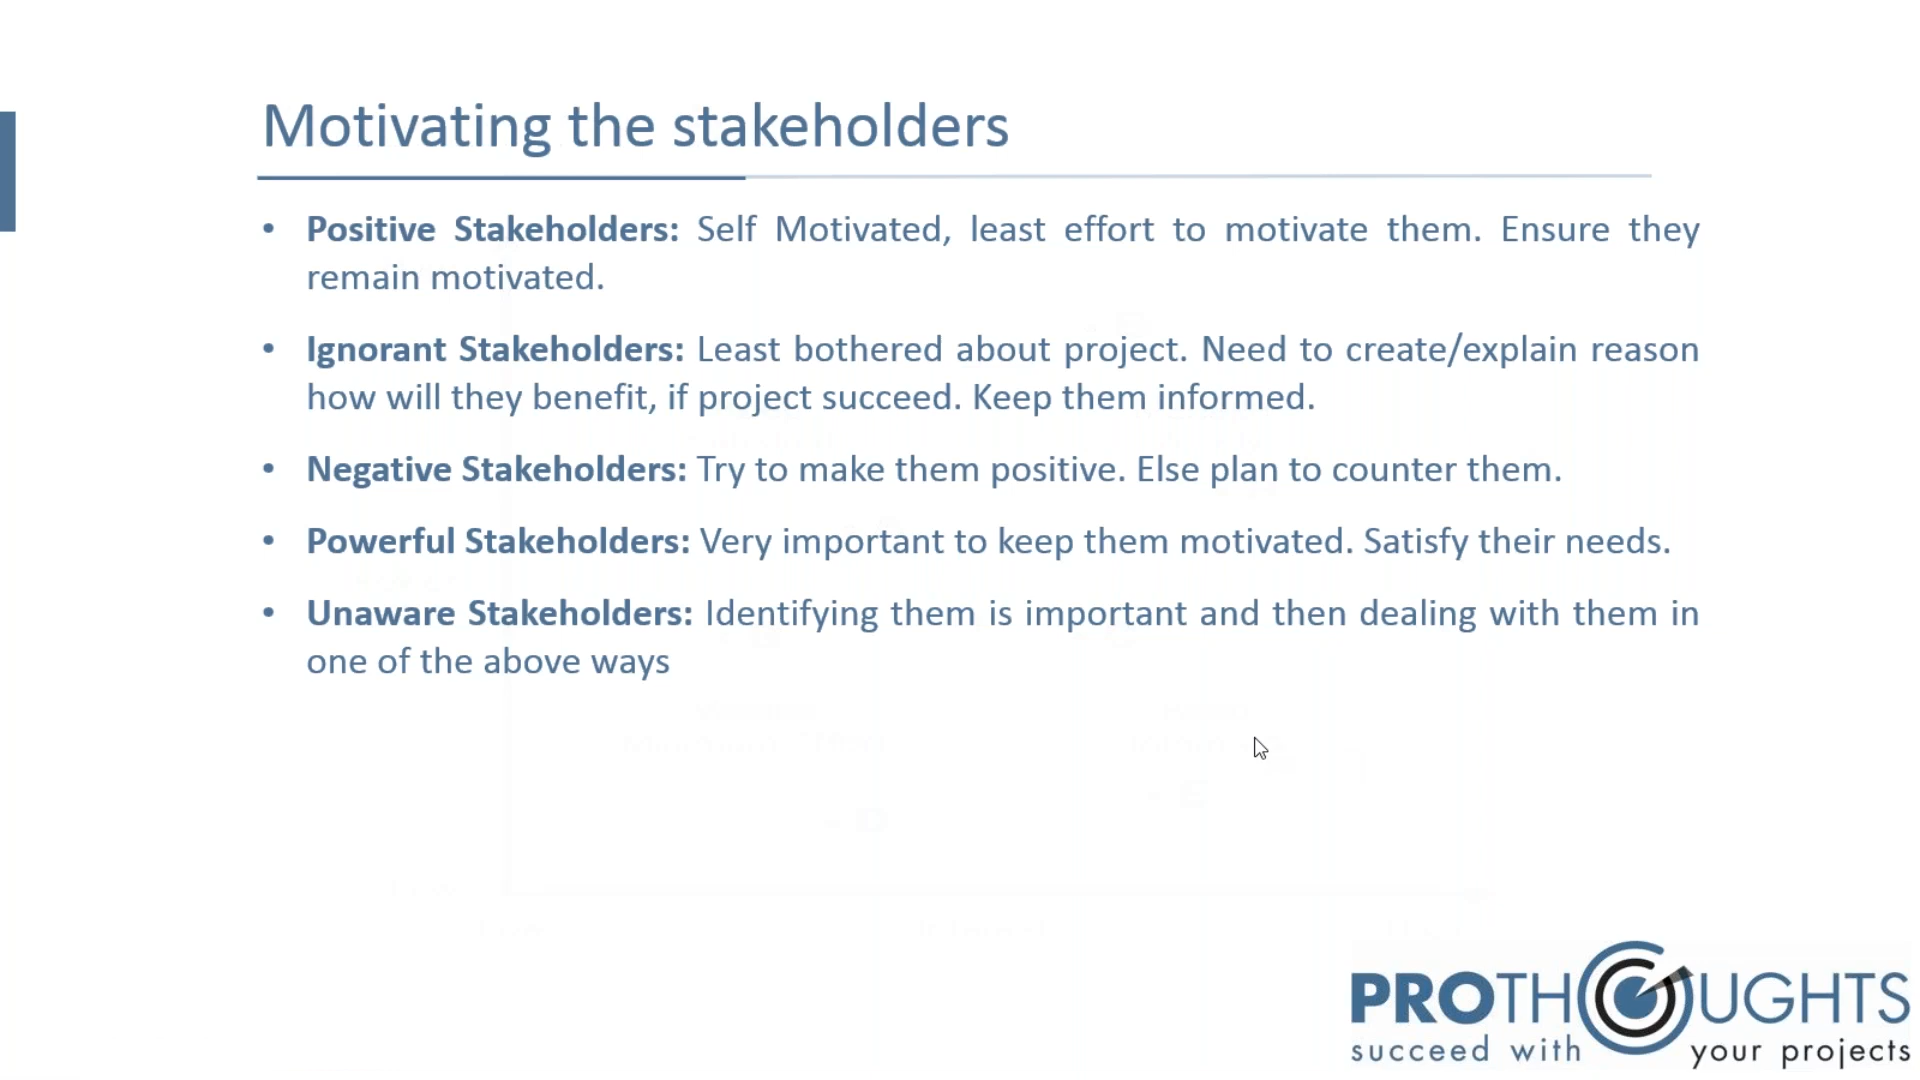 Motivating the stakeholders
• Positive Stakeholders: Self Motivated, least effort to motivate them. Ensure they
remain motivated.
• Ignorant Stakeholders: Least bothered about project. Need to create/explain reason
how will they benefit, if project succeed. Keep them informed.
• Negative Stakeholders: Try to make them positive. Else plan to counter them.
• Powerful Stakeholders: Very important to keep them motivated. Satisfy their needs.
• Unaware Stakeholders: Identifying them is important and then dealing with them in
one of the above ways
PROTHOUGHTS
succeed with your projects